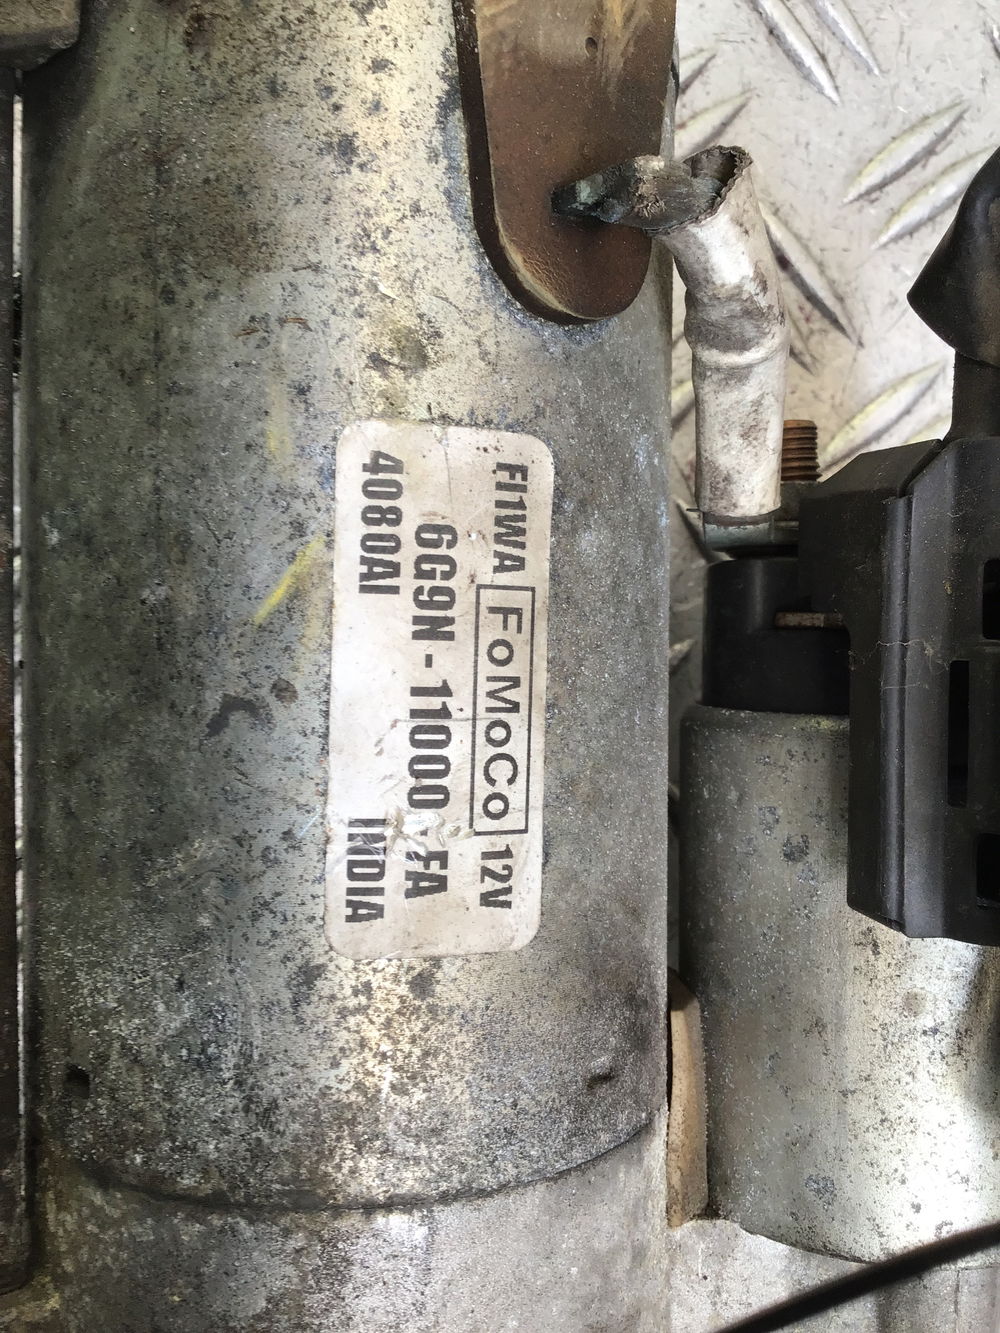 FI1WA FoMoCo 12V
6G9N - 11000 - FA
4080AI INDIA